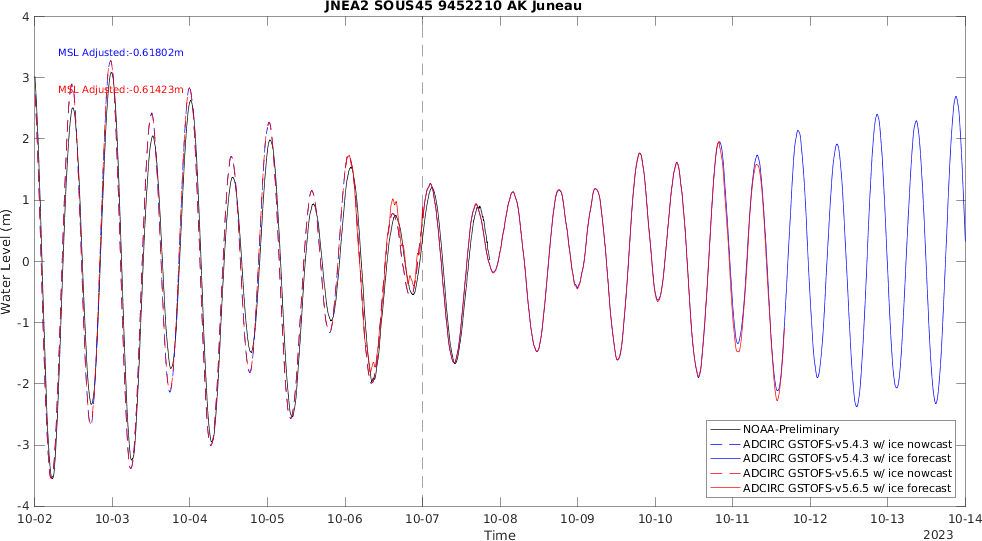 JNEA2 SOUS45 9452210 AK Juneau
MSL Adjusted:-0.61802m
MSL Adjusted:-0.61423m
Water Level (m)
4
3
2
1
0
-1
-2
-3
-4
NOAA-Preliminary
ADCIRC GSTOFS-v5.4.3 w/ ice nowcast
ADCIRC GSTOFS-v5.4.3 w/ ice forecast
ADCIRC GSTOFS-v5.6.5 w/ ice nowcast
ADCIRC GSTOFS-v5.6.5 w/ ice forecast
10-02 10-03 10-04 10-05 10-06 10-07 10-08 10-09 10-10 10-11 10-12 10-13 10-14
Time
2023